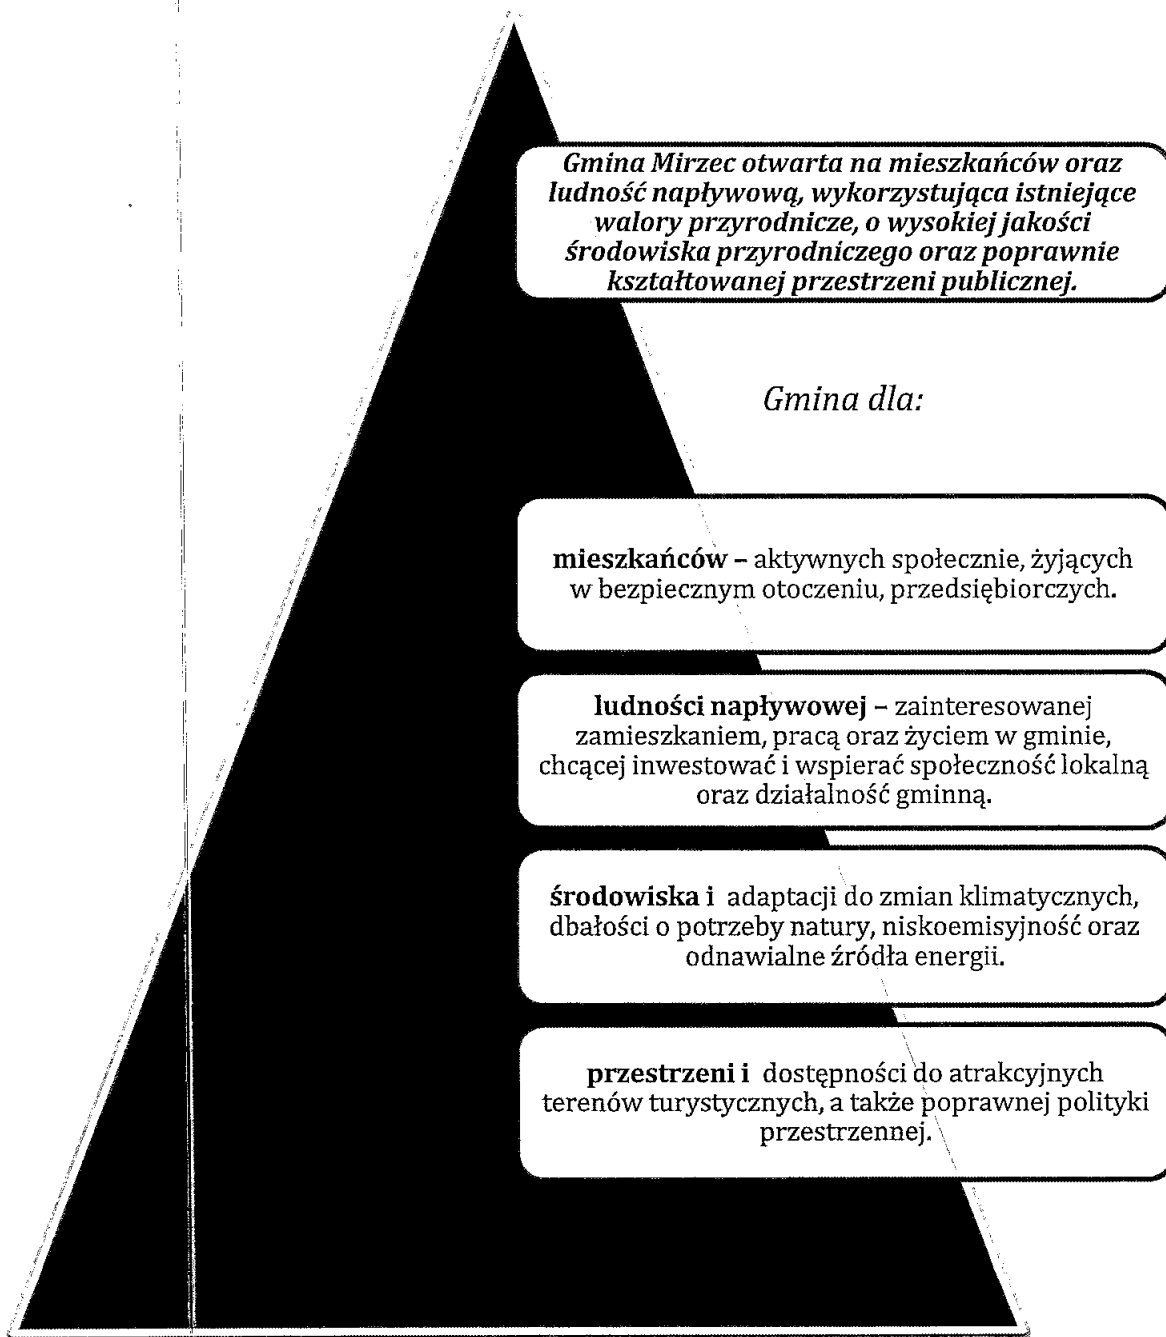 Gmina Mirzec otwarta na mieszkańców oraz
ludność napływową, wykorzystująca istniejące
walory przyrodnicze, o wysokiej jakości
środowiska przyrodniczego oraz poprawnie
kształtowanej przestrzeni publicznej.
Gmina dla:
mieszkańców – aktywnych społecznie, żyjących
w bezpiecznym otoczeniu, przedsiębiorczych.
ludności napływowej – zainteresowanej
zamieszkaniem, pracą oraz życiem w gminie,
chcącej inwestować i wspierać społeczność lokalną
oraz działalność gminną.
środowiska i adaptacji do zmian klimatycznych,
dbałości o potrzeby natury, niskoemisyjność oraz
odnawialne źródła energii.
przestrzeni i dostępności do atrakcyjnych
terenów turystycznych, a także poprawnej polityki
przestrzennej.